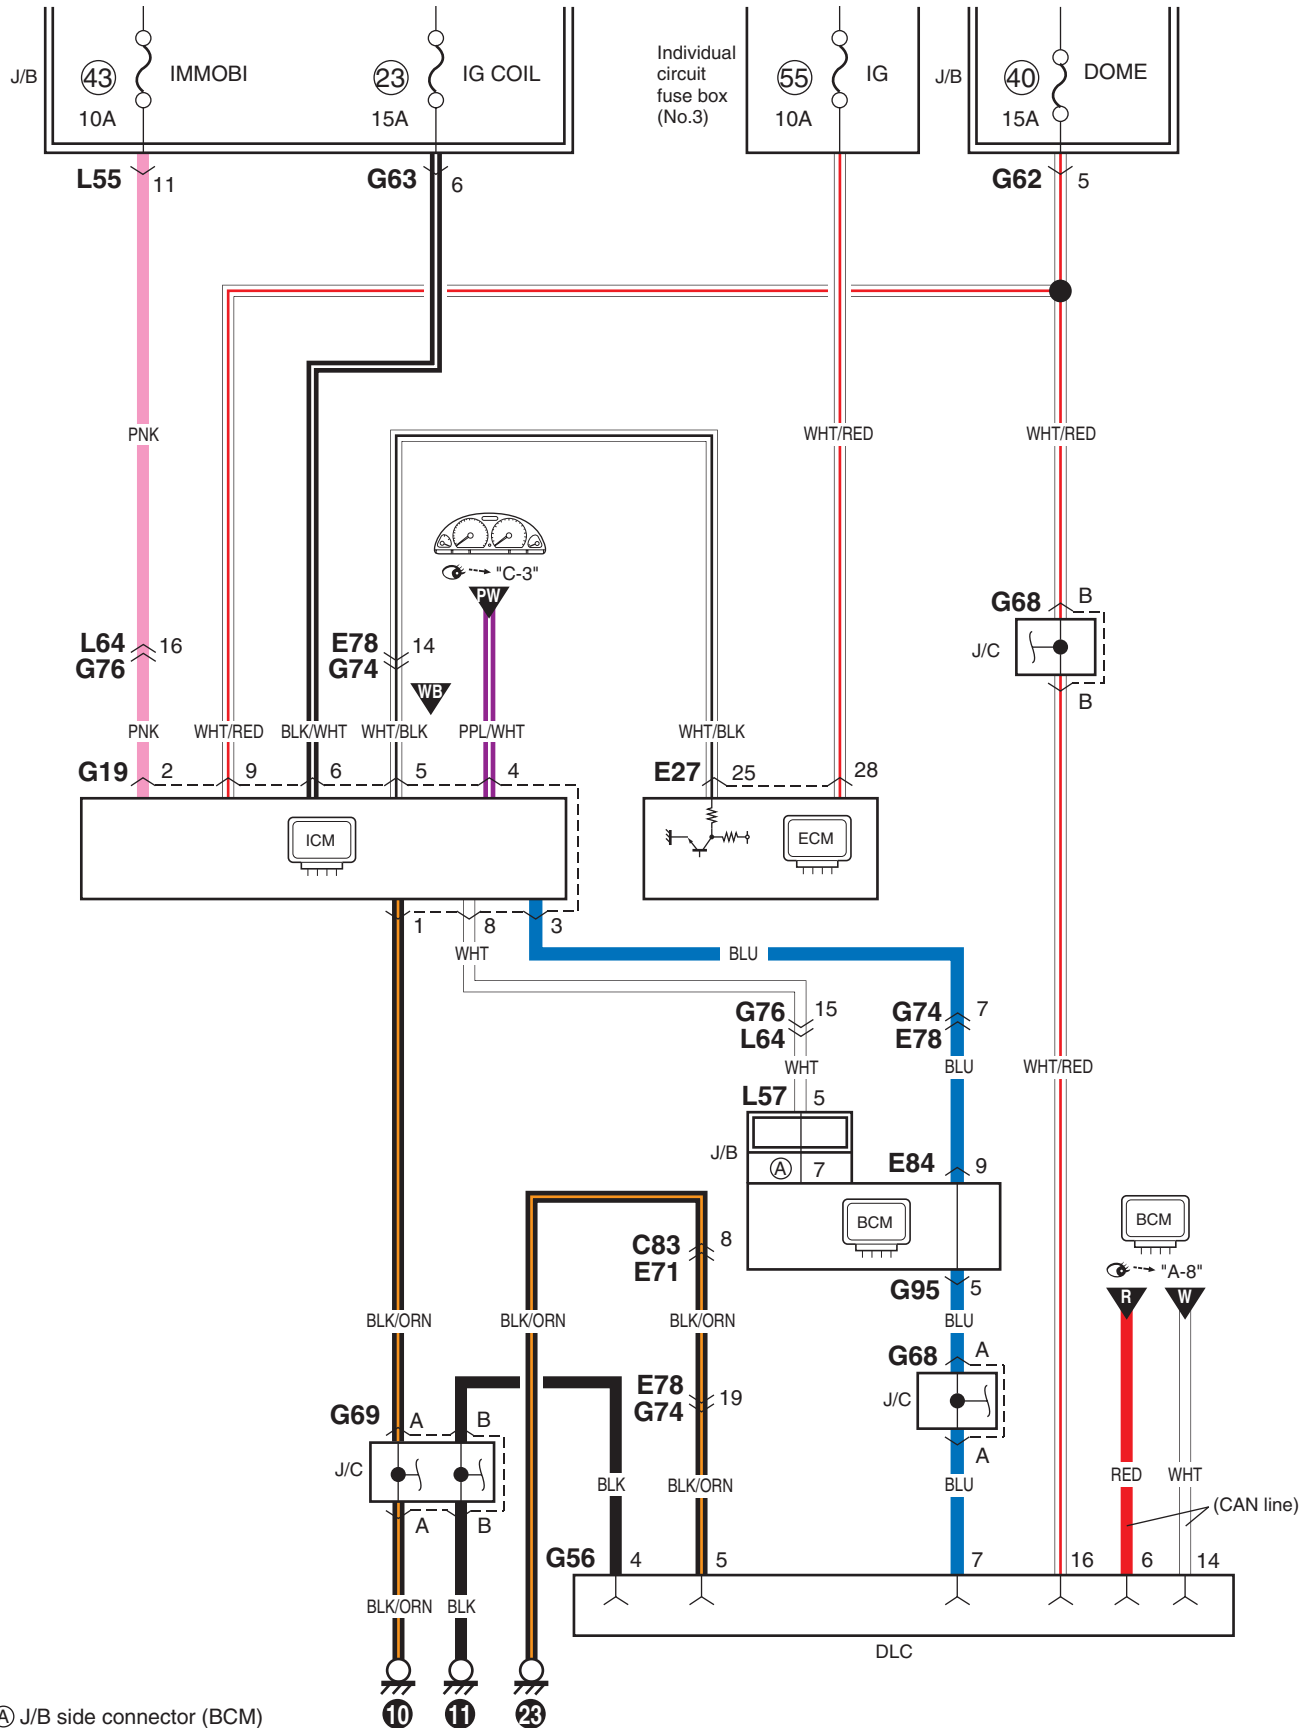 J/B
43
10A
IMMOBI
23
15A
IG COIL
Individual
circuit
fuse box
(No.3)
55
10A
IG
J/B
40
15A
DOME
L55
11
G63
6
G62
5
PNK
WHT/RED
WHT/RED
"C-3"
PW
L64
G76
16
E78
G74
14
WB
G68
B
J/C
B
PNK
WHT/RED
BLK/WHT
WHT/BLK
PPL/WHT
WHT/BLK
G19
2
9
6
5
4
E27
25
28
ICM
ECM
1
8
3
WHT
BLU
G76
L64
15
G74
E78
7
WHT
BLU
WHT/RED
L57
5
J/B
A
7
E84
9
BCM
BCM
"A-8"
C83
E71
8
G95
5
R
W
BLK/ORN
BLK/ORN
BLK/ORN
BLU
G68
A
J/C
A
E78
G74
19
G69
A
B
J/C
A
B
BLK
BLK/ORN
BLU
RED
WHT
(CAN line)
G56
4
5
7
16
6
14
BLK/ORN
BLK
DLC
10
11
23
A J/B side connector (BCM)